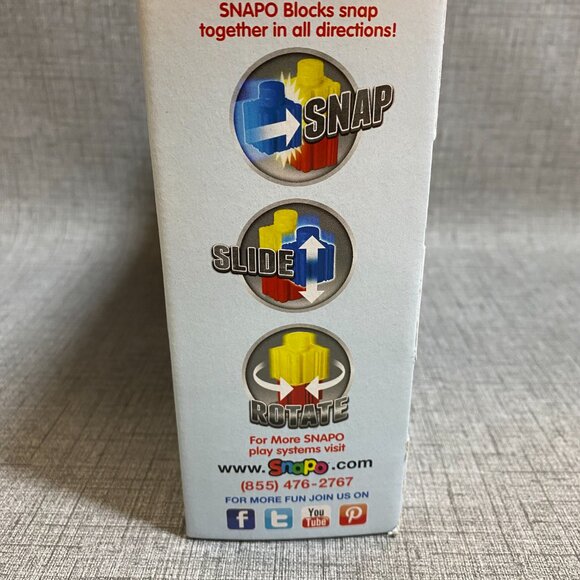 SNAPO Blocks snap
together in all directions!
SNAP
SLIDE
ROTATE
For More SNAPO
play systems visit
www.Snapo.com
(855) 476-2767
FOR MORE FUN JOIN US ON
f t You Tube P